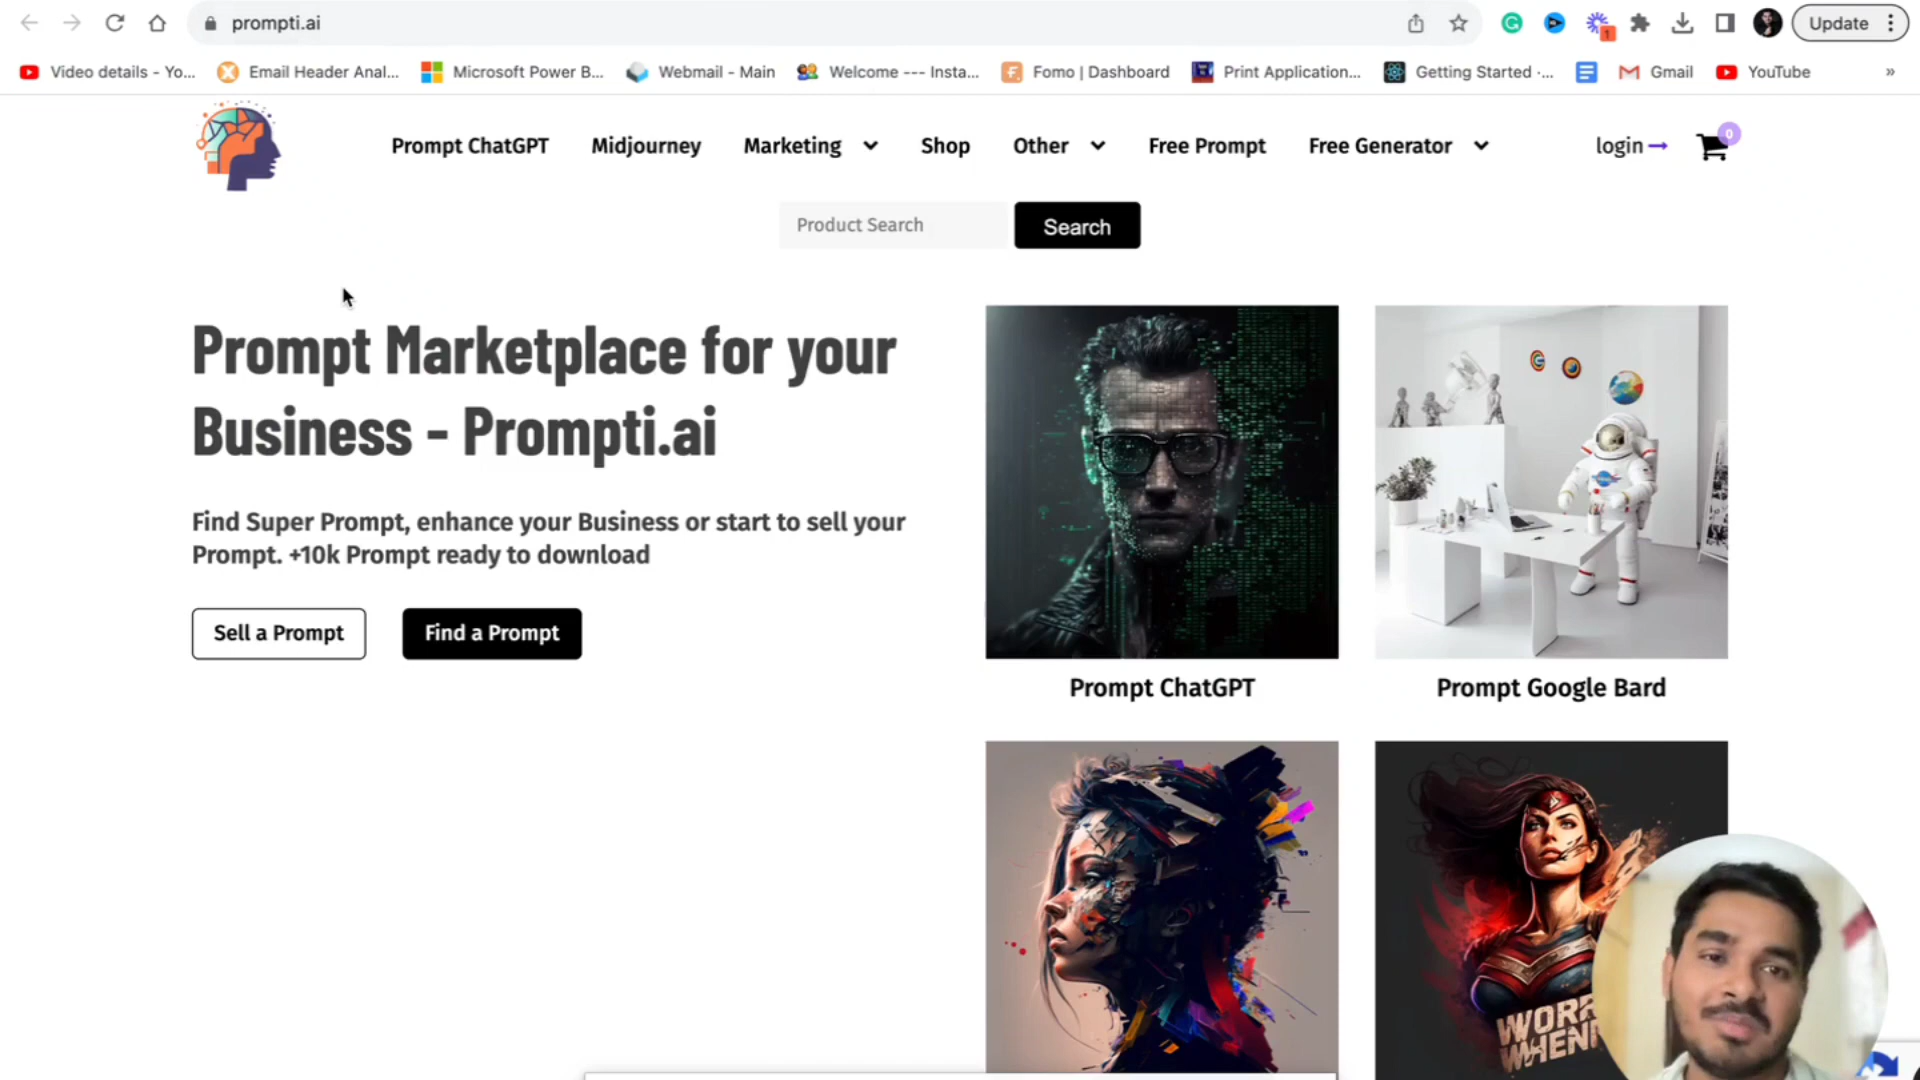 prompti.ai
Update
Video details - Yo...
Email Header Anal...
Microsoft Power B...
Webmail - Main
Welcome --- Insta...
Fomo | Dashboard
Print Application...
Getting Started ·...
Gmail
YouTube
»
Prompt ChatGPT
Midjourney
Marketing
Shop
Other
Free Prompt
Free Generator
login
0
Product Search
Search
Prompt Marketplace for your
Business - Prompti.ai
Find Super Prompt, enhance your Business or start to sell your
Prompt. +10k Prompt ready to download
Sell a Prompt
Find a Prompt
Prompt ChatGPT
Prompt Google Bard